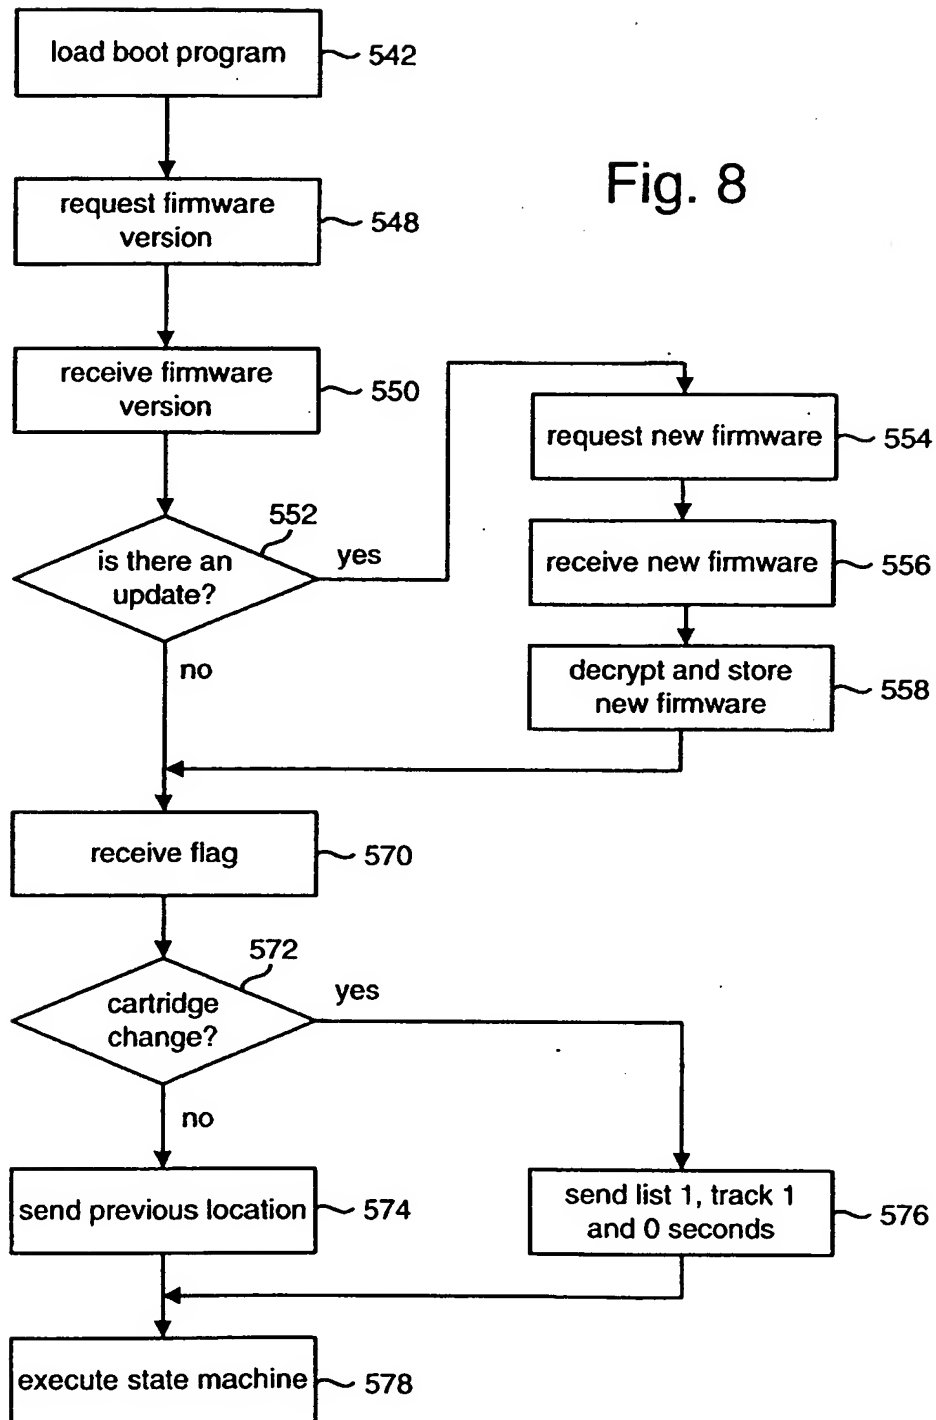 load boot program
542
Fig. 8
request firmware
version
548
receive firmware
version
550
request new firmware
554
552
is there an
update?
yes
receive new firmware
556
no
decrypt and store
new firmware
558
receive flag
570
572
cartridge
change?
yes
no
send previous location
574
send list 1, track 1
and 0 seconds
576
execute state machine
578